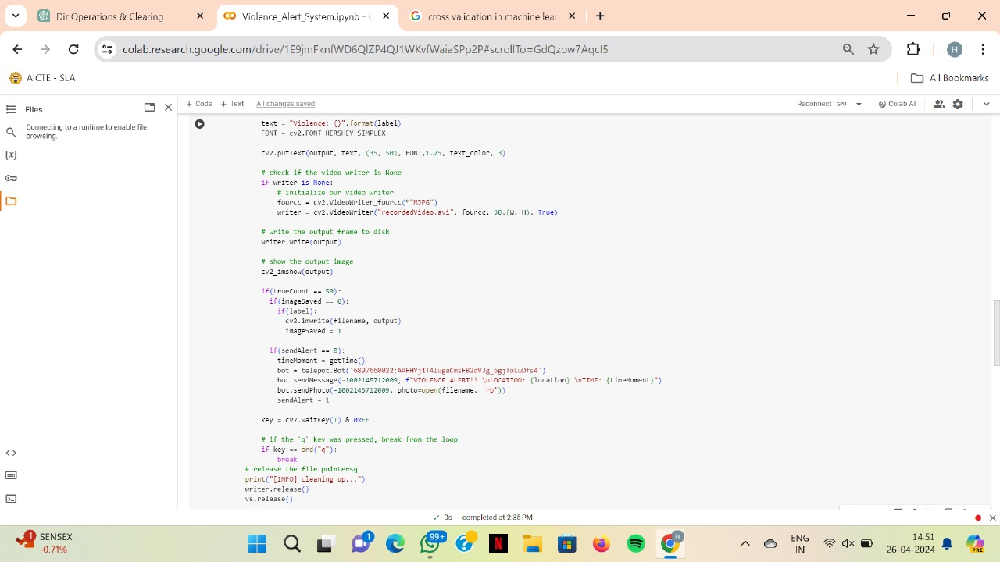 Dir Operations & Clearing
Violence_Alert_System.ipynb - C
cross validation in machine lear
colab.research.google.com/drive/1E9jmFknfWD6QlZP4QJ1WKvfWaiaSPp2P#scrollTo=GdQzpw7AqcI5
H
AICTE - SLA
All Bookmarks
Files
+ Code + Text All changes saved
Reconnect GPU
Colab AI
Connecting to a runtime to enable file
browsing.
{x}
text = "Violence: {}".format(label)
FONT = cv2.FONT_HERSHEY_SIMPLEX
cv2.putText(output, text, (35, 50), FONT,1.25, text_color, 3)
# check if the video writer is None
if writer is None:
# initialize our video writer
fourcc = cv2.VideoWriter_fourcc(*"MJPG")
writer = cv2.VideoWriter("recordedVideo.avi", fourcc, 30,(W, H), True)
# write the output frame to disk
writer.write(output)
# show the output image
cv2_imshow(output)
if(trueCount == 50):
if(imageSaved == 0):
if(label):
cv2.imwrite(filename, output)
imageSaved = 1
if(sendAlert == 0):
timeMoment = getTime()
bot = telepot.Bot('6897660022:AAFHYj1T4IugeCmsFB2dVJg_6gjToLwDfs4')
bot.sendMessage(-1002145712009, f"VIOLENCE ALERT!! \nLOCATION: {location} \nTIME: {timeMoment}")
bot.sendPhoto(-1002145712009, photo=open(filename, 'rb'))
sendAlert = 1
key = cv2.waitKey(1) & 0xFF
# if the `q` key was pressed, break from the loop
if key == ord("q"):
break
# release the file pointersq
print("[INFO] cleaning up...")
writer.release()
vs.release()
✓ 0s completed at 2:35 PM
1
SENSEX
-0.71%
1
99+
H
ENG
IN
14:51
26-04-2024
PRE